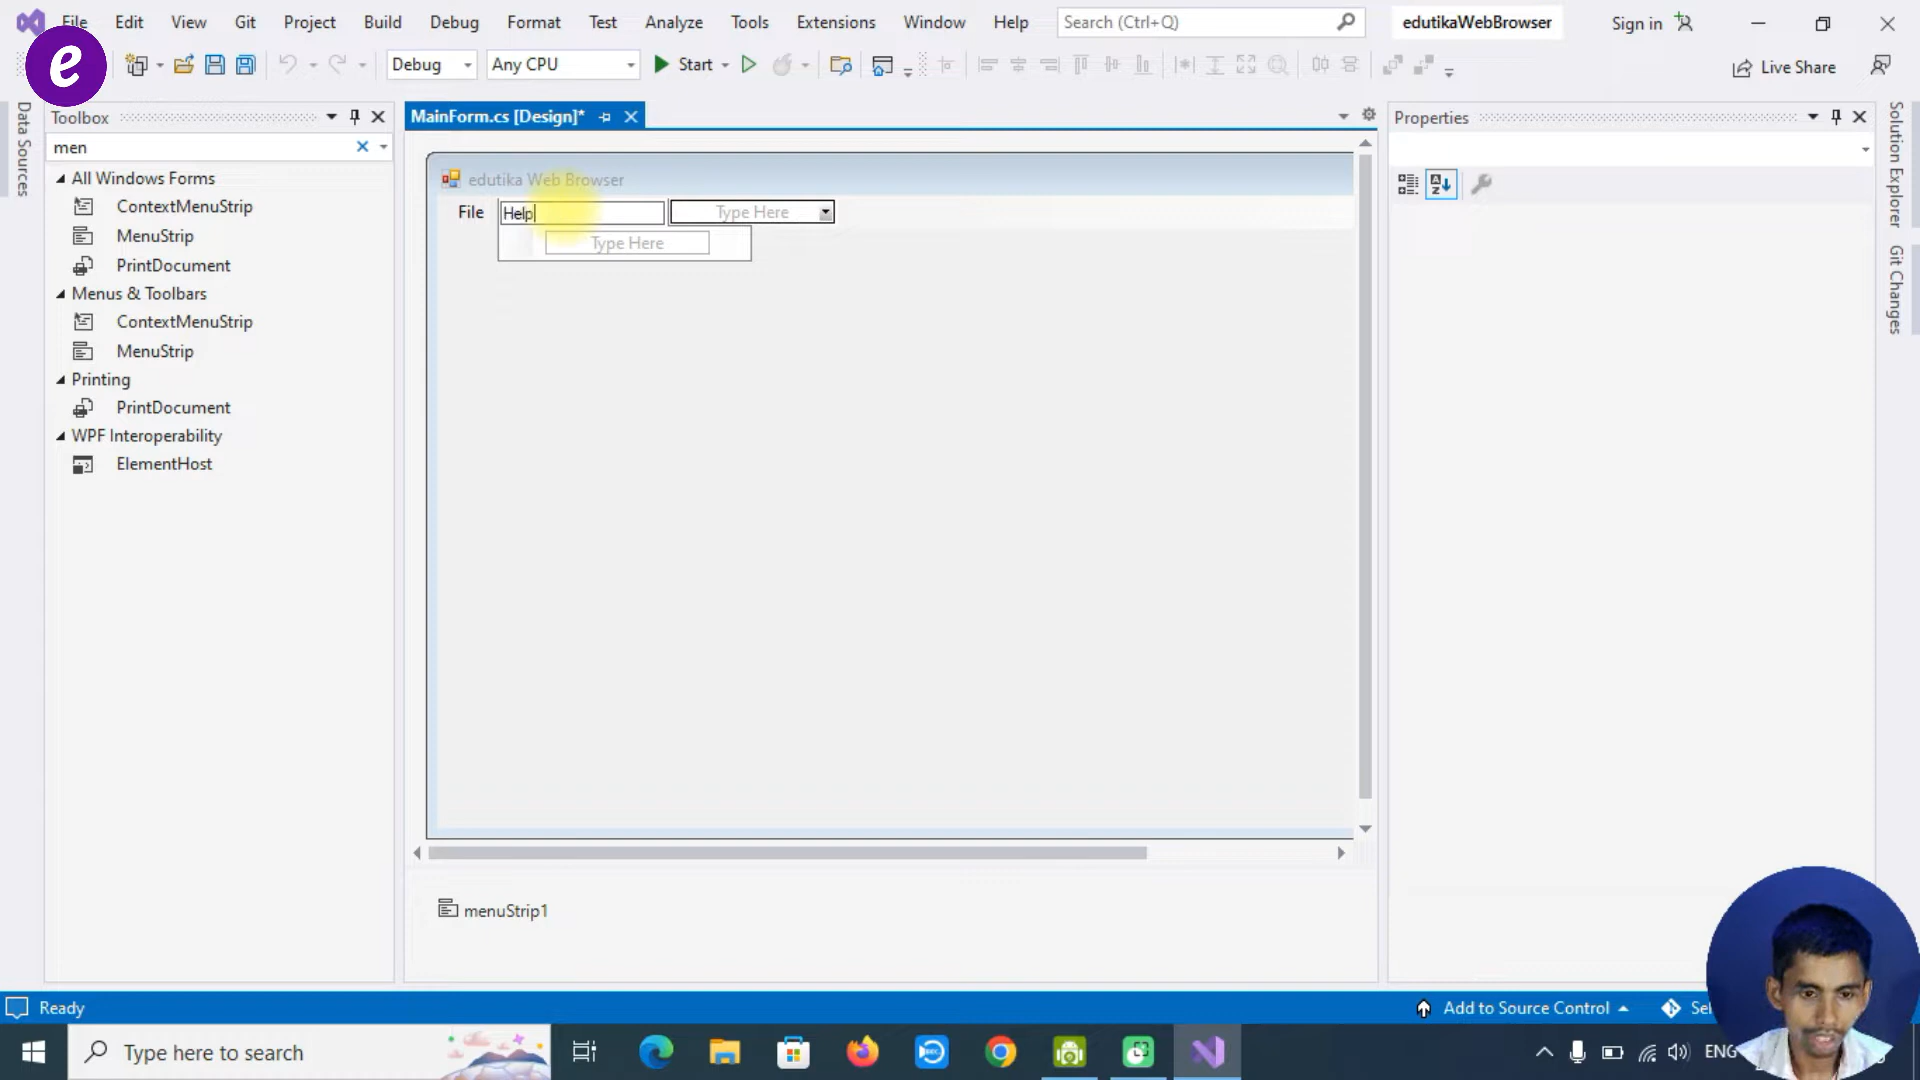 File Edit View Git Project Build Debug Format Test Analyze Tools Extensions Window Help Search (Ctrl+Q) edutikaWebBrowser Sign in
e
Debug Any CPU Start Live Share
Data Sources
Toolbox
men
All Windows Forms
ContextMenuStrip
MenuStrip
PrintDocument
Menus & Toolbars
ContextMenuStrip
MenuStrip
Printing
PrintDocument
WPF Interoperability
ElementHost
MainForm.cs [Design]*
edutika Web Browser
File Help Type Here
Type Here
menuStrip1
Properties
Solution Explorer
Git Changes
Ready Add to Source Control
Type here to search ENG